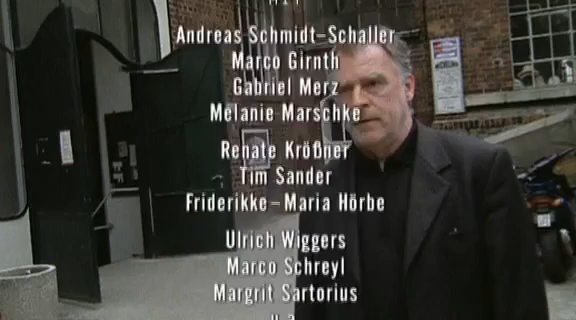 Andreas Schmidt-Schaller
Marco Girnth
Gabriel Merz
Melanie Marschke
Renate Krößner
Tim Sander
Friderikke-Maria Hörbe
Ulrich Wiggers
Marco Schreyl
Margrit Sartorius